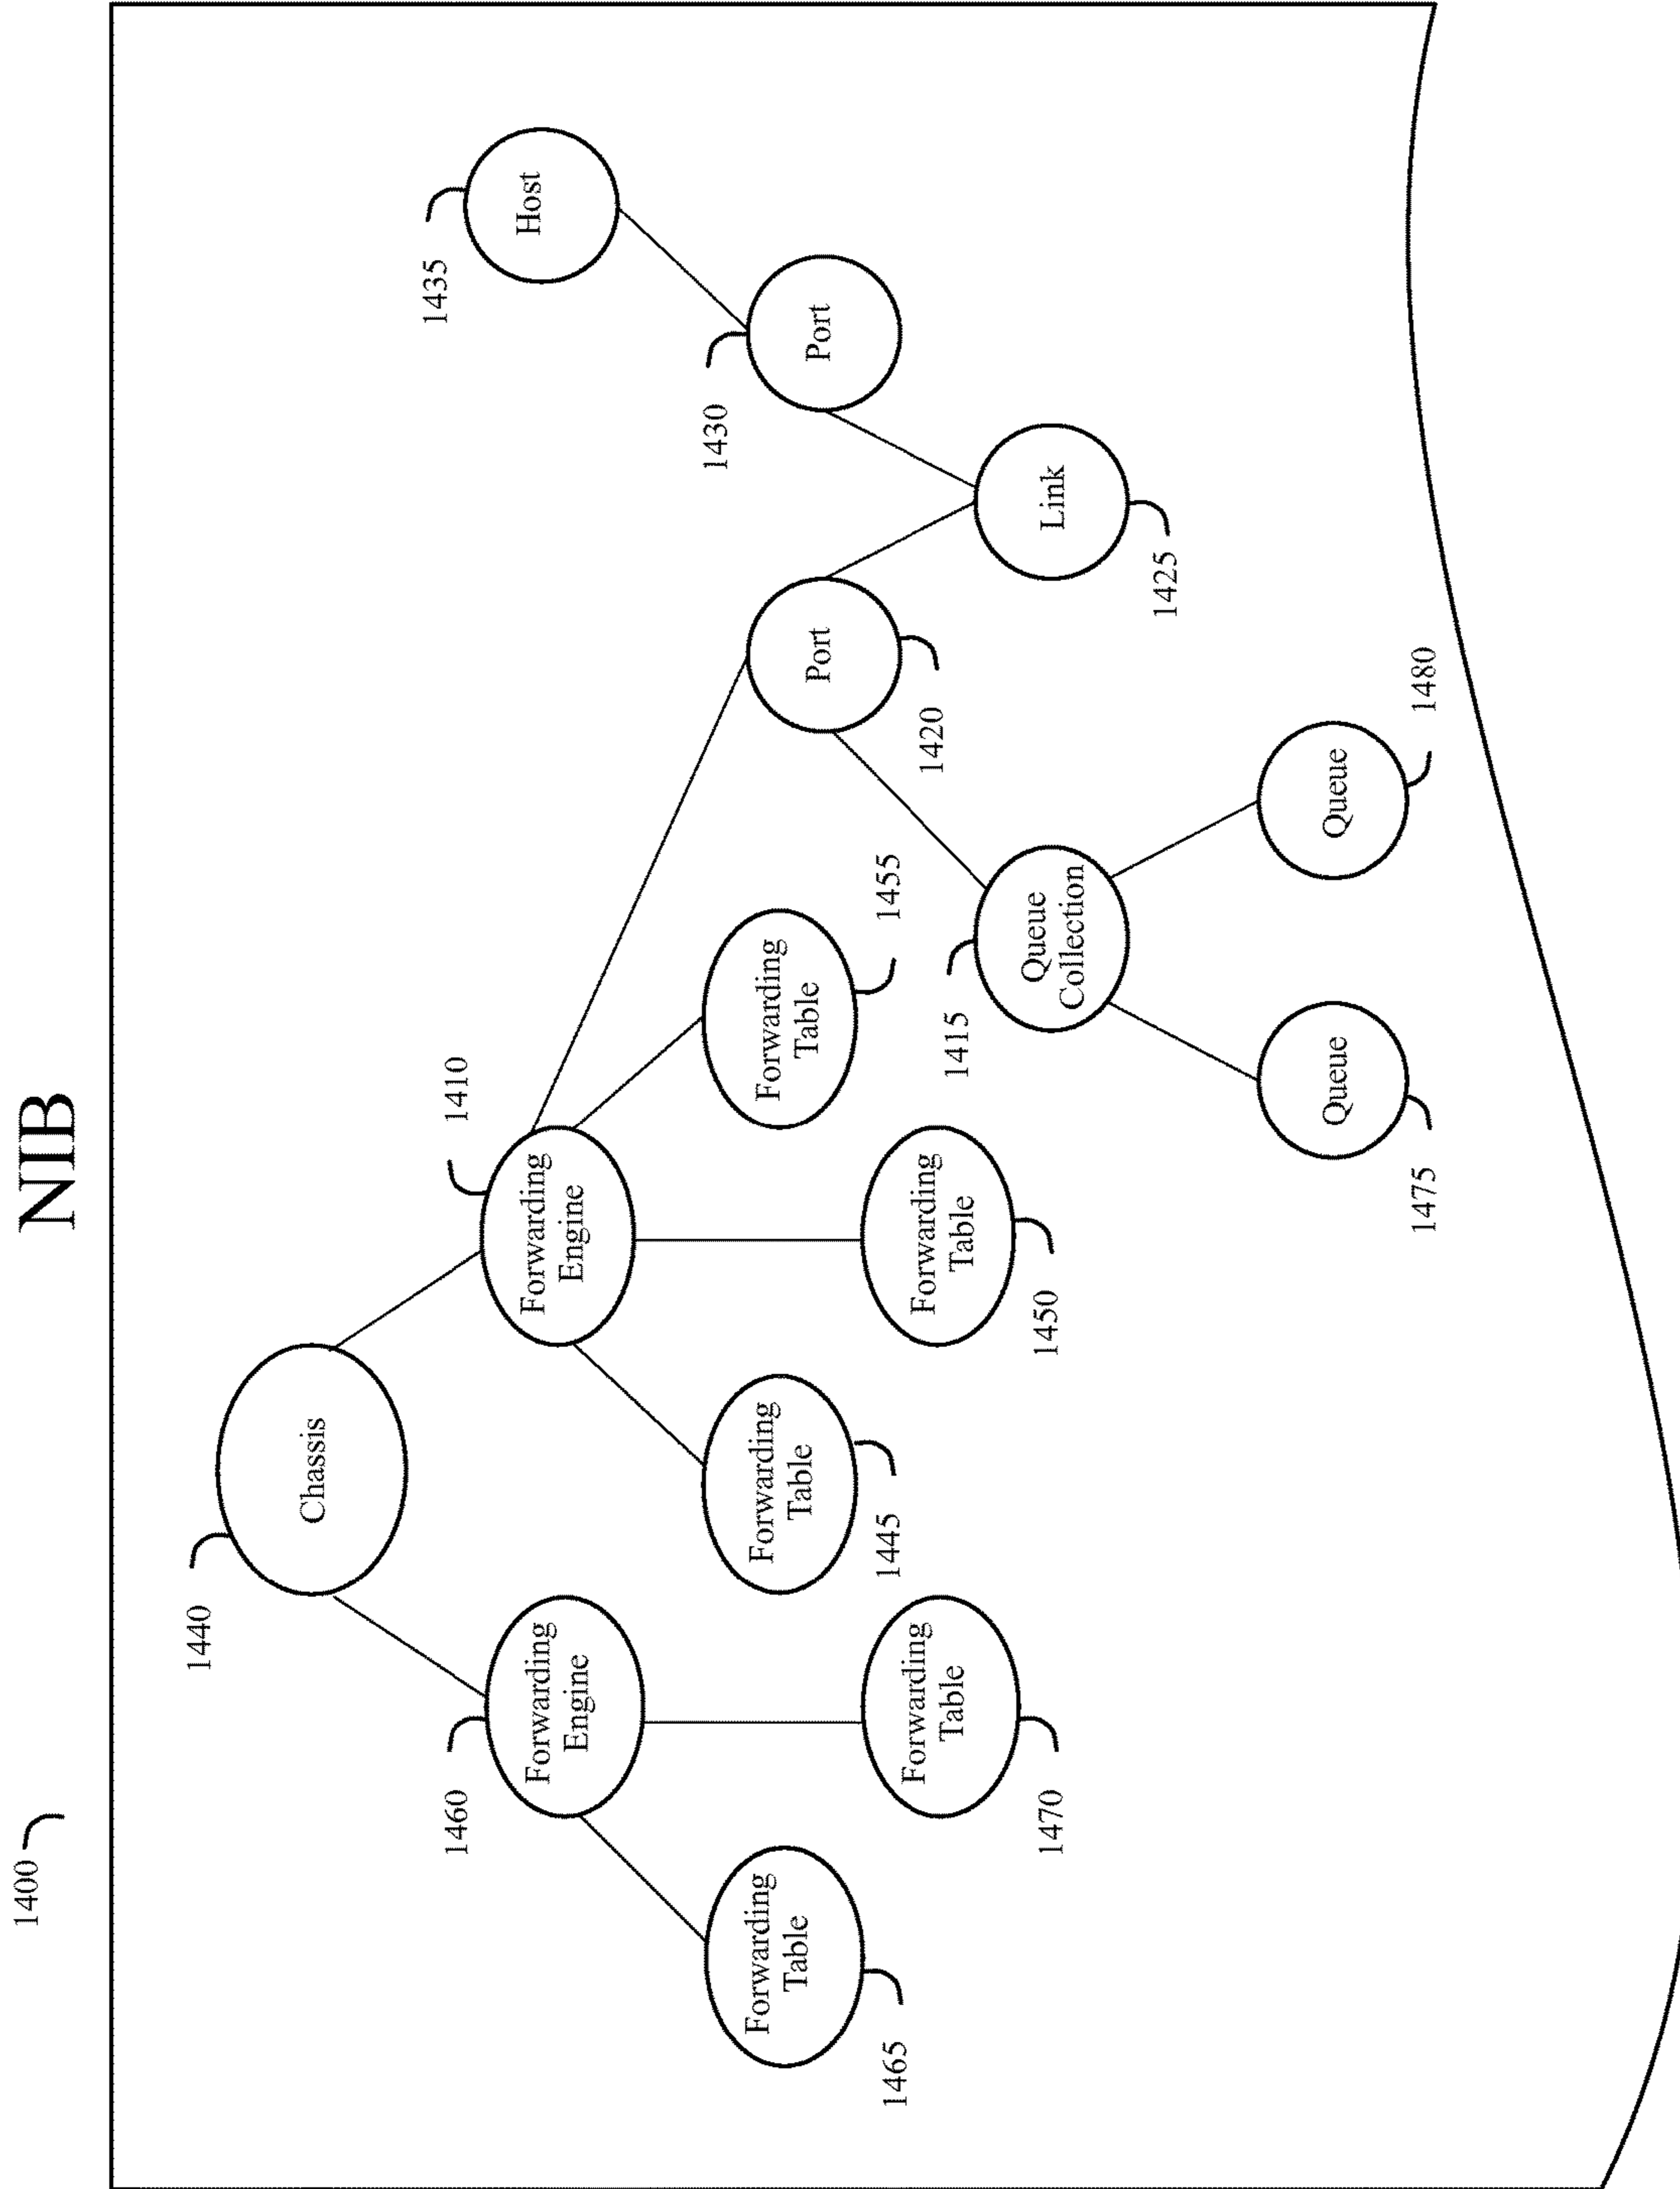 NIB
1400
1440
Chassis
1460
Forwarding
Engine
1410
Forwarding
Engine
1435
Host
1465
Forwarding
Table
1445
Forwarding
Table
1455
Forwarding
Table
1430
Port
1420
Port
1470
Forwarding
Table
1450
Forwarding
Table
1415
Queue
Collection
1425
Link
1475
Queue
1480
Queue